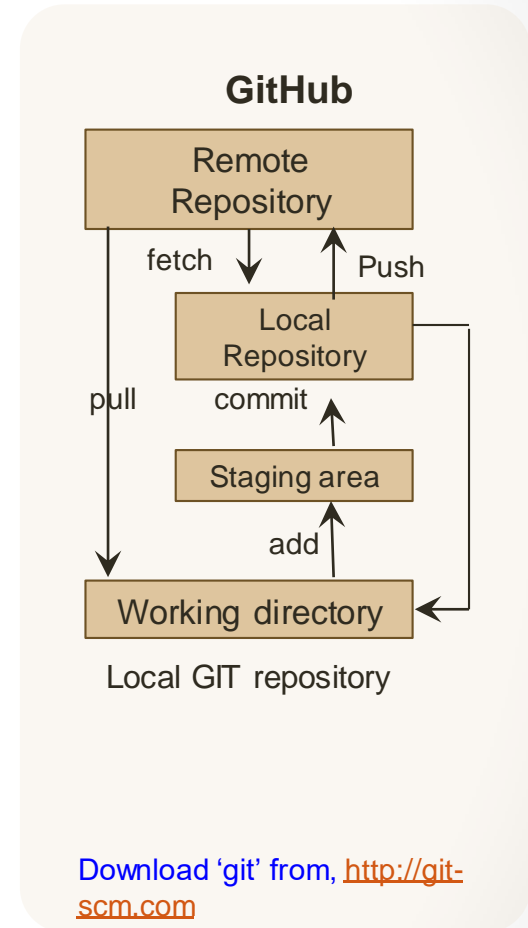 GitHub
Remote
Repository
fetch
Push
Local
Repository
pull
commit
Staging area
add
Working directory
Local GIT repository
Download ‘git’ from, http://git-
scm.com